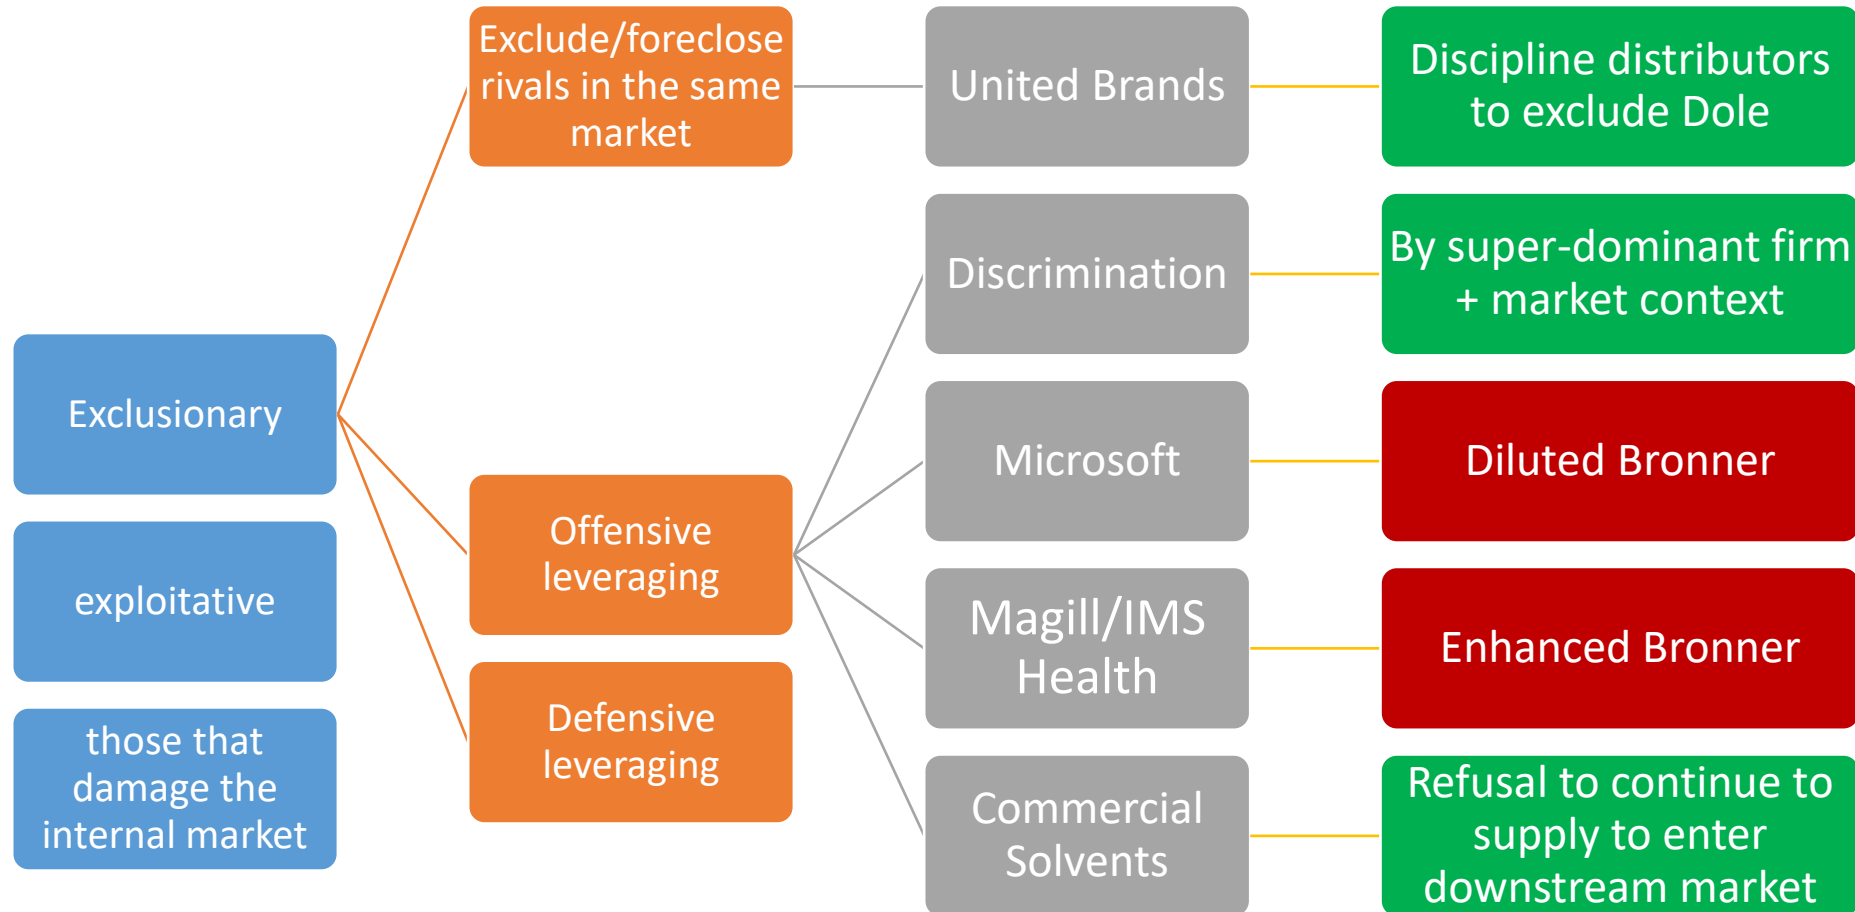 Exclusionary
exploitative
those that
damage the
internal market
Exclude/foreclose
rivals in the same
market
Offensive
leveraging
Defensive
leveraging
United Brands
Discrimination
Microsoft
Magill/IMS
Health
Commercial
Solvents
Discipline distributors
to exclude Dole
By super-dominant firm
+ market context
Diluted Bronner
Enhanced Bronner
Refusal to continue to
supply to enter
downstream market